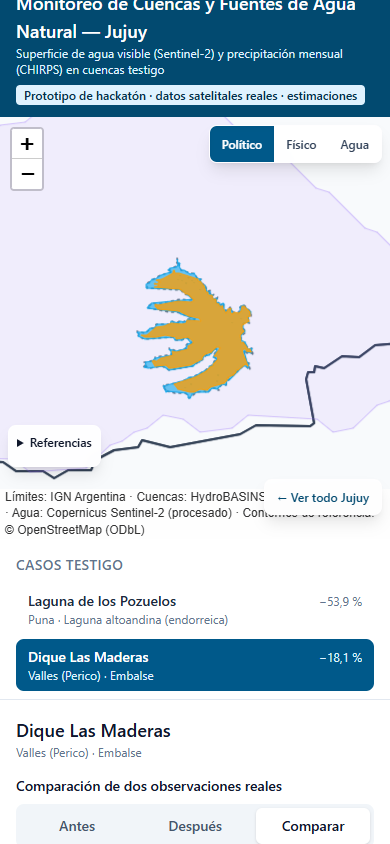 Monitoreo de Cuencas y Fuentes de Agua
Natural — Jujuy
Superficie de agua visible (Sentinel-2) y precipitación mensual
(CHIRPS) en cuencas testigo
Prototipo de hackatón · datos satelitales reales · estimaciones
+
−
Político Físico Agua
▶ Referencias
← Ver todo Jujuy
Límites: IGN Argentina · Cuencas: HydroBASINS
· Agua: Copernicus Sentinel-2 (procesado) ·
© OpenStreetMap (ODbL)
CASOS TESTIGO
Laguna de los Pozuelos −53,9 %
Puna · Laguna altoandina (endorreica)
Dique Las Maderas −18,1 %
Valles (Perico) · Embalse
Dique Las Maderas
Valles (Perico) · Embalse
Comparación de dos observaciones reales
Antes Después Comparar